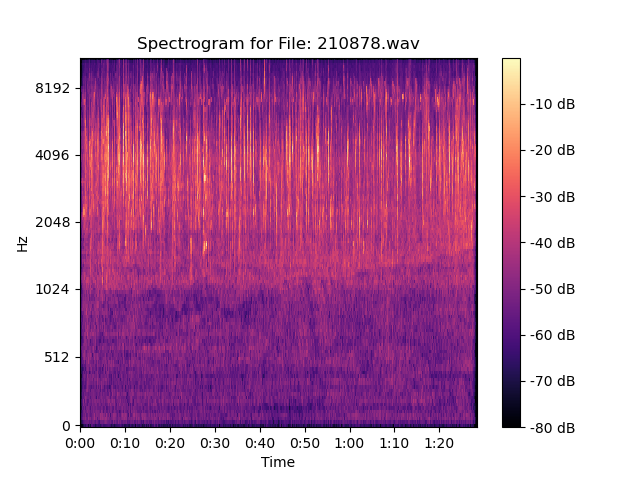 Spectrogram for File: 210878.wav
8192
4096
2048
1024
512
0
Hz
0:00 0:10 0:20 0:30 0:40 0:50 1:00 1:10 1:20
Time
-10 dB
-20 dB
-30 dB
-40 dB
-50 dB
-60 dB
-70 dB
-80 dB